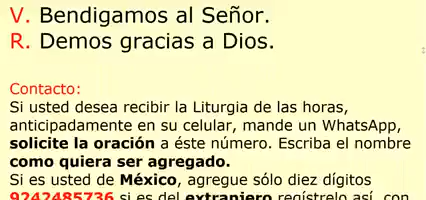 V. Bendigamos al Señor.
R. Demos gracias a Dios.
Contacto:
Si usted desea recibir la Liturgia de las horas,
anticipadamente en su celular, mande un WhatsApp,
solicite la oración a éste número. Escriba el nombre
como quiera ser agregado.
Si es usted de México, agregue sólo diez dígitos
9242485736 si es del extranjero regístrelo así, con